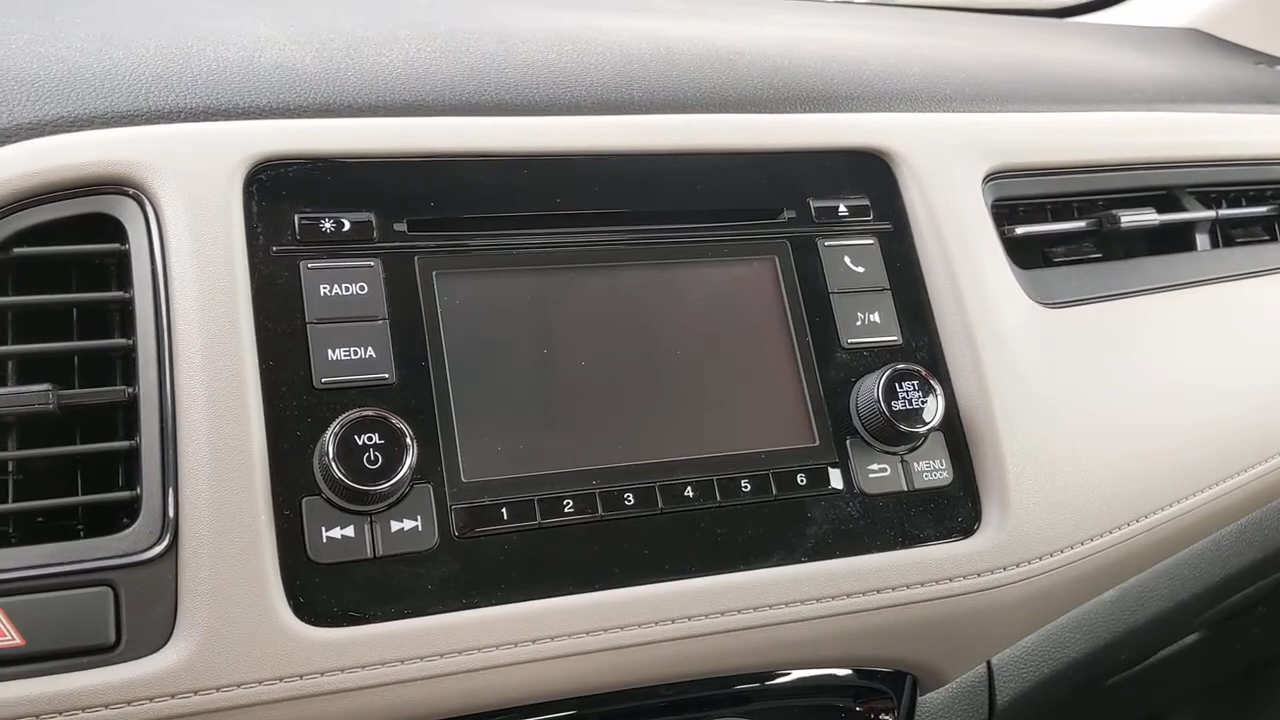 RADIO
MEDIA
VOL
LIST
PUSH
SELECT
MENU
CLOCK
1 2 3 4 5 6